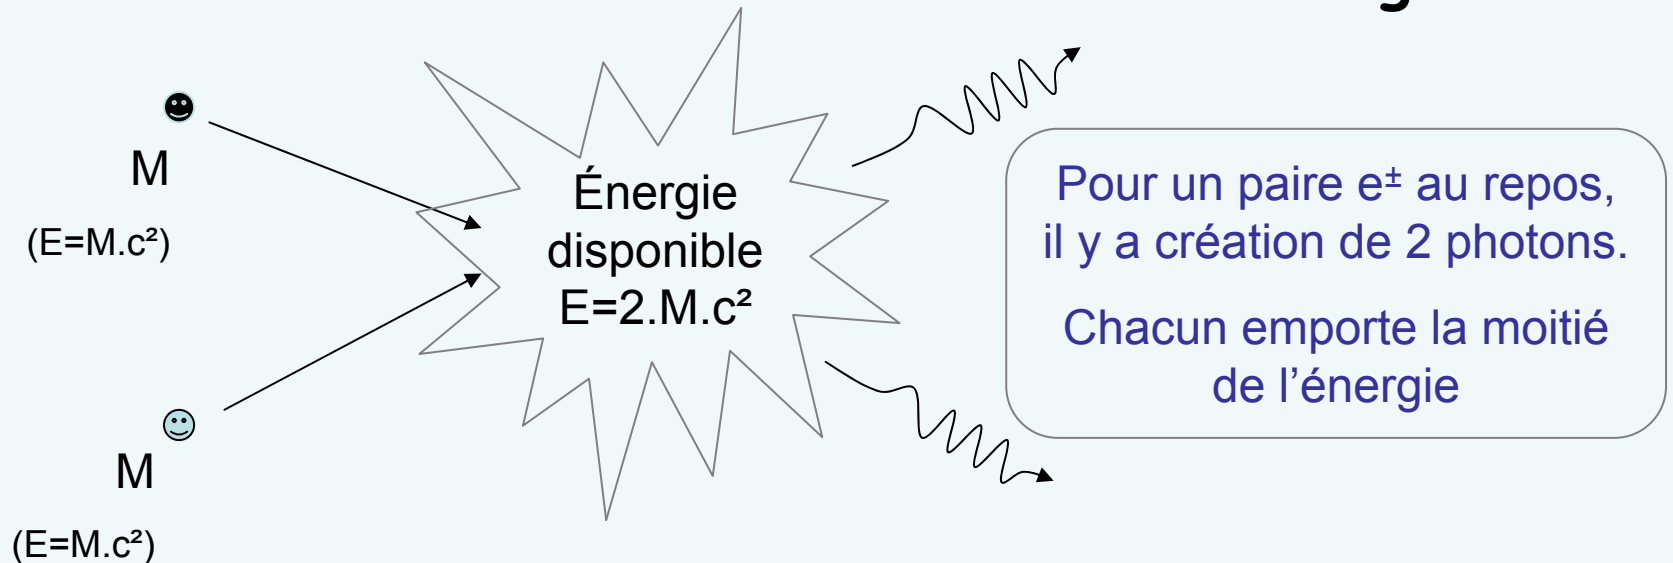 M
(E=M.c²)
M
(E=M.c²)
Énergie
disponible
E=2.M.c²
Pour un paire e± au repos,
il y a création de 2 photons.
Chacun emporte la moitié
de l’énergie